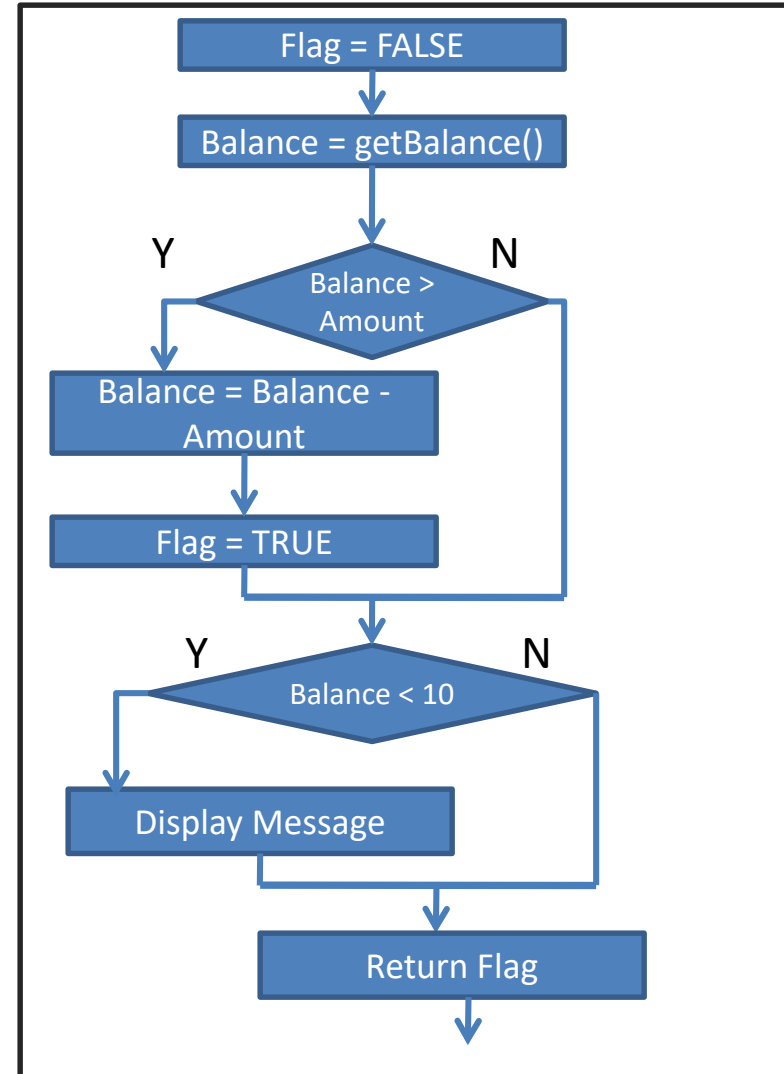 Flag = FALSE
Balance = getBalance()
Y
N
Balance >
Amount
Balance = Balance -
Amount
Flag = TRUE
Y
N
Balance < 10
Display Message
Return Flag